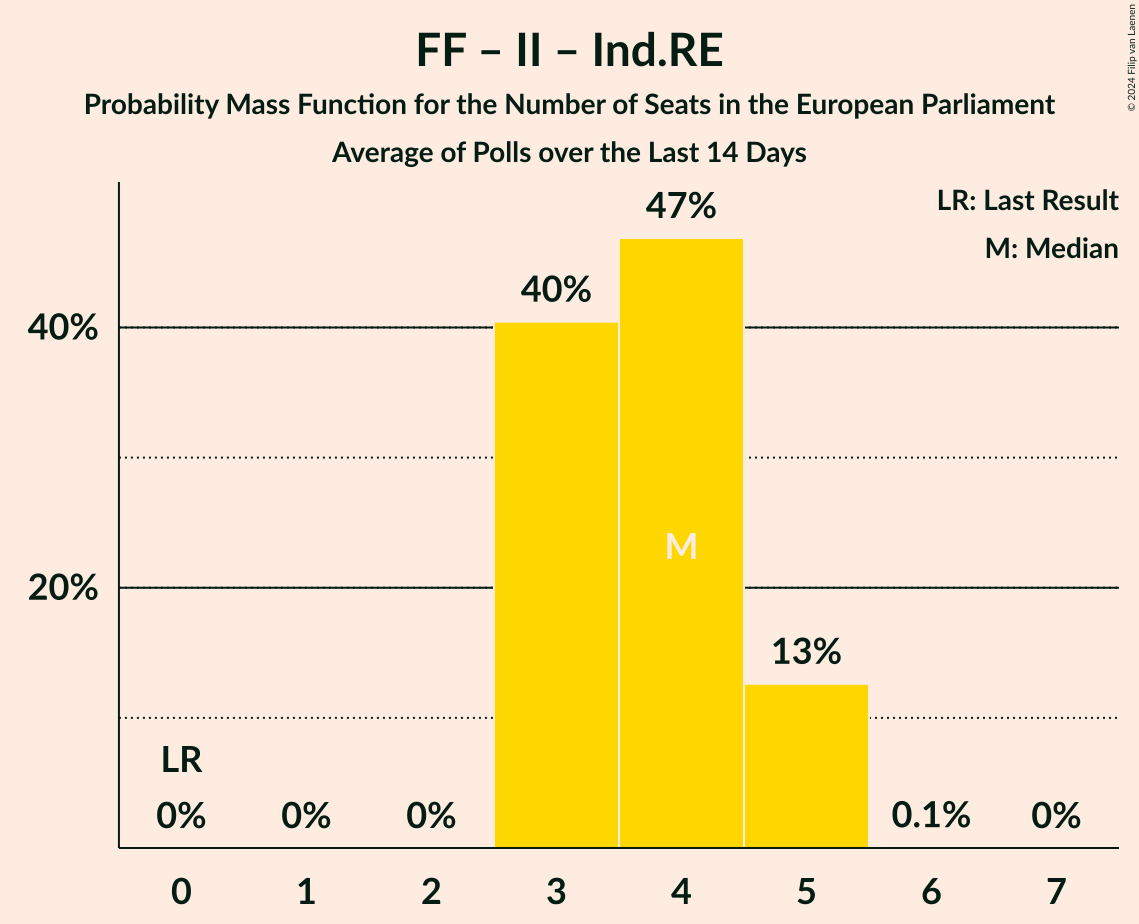 FF – II – Ind.RE
Probability Mass Function for the Number of Seats in the European Parliament
Average of Polls over the Last 14 Days
© 2024 Filip van Laenen
LR: Last Result
M: Median
47%
40%
40%
M
20%
13%
LR
0%
0%
0%
0.1%
0%
0
1
2
3
4
5
6
7